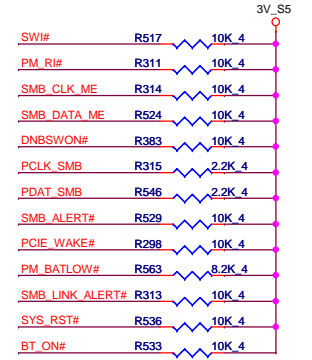 3V_S5
SWI# R517 10K_4
PM_RI# R311 10K_4
SMB_CLK_ME R314 10K_4
SMB_DATA_ME R524 10K_4
DNBSWON# R383 10K_4
PCLK_SMB R315 2.2K_4
PDAT_SMB R546 2.2K_4
SMB_ALERT# R529 10K_4
PCIE_WAKE# R298 10K_4
PM_BATLOW# R563 8.2K_4
SMB_LINK_ALERT# R313 10K_4
SYS_RST# R536 10K_4
BT_ON# R533 10K_4